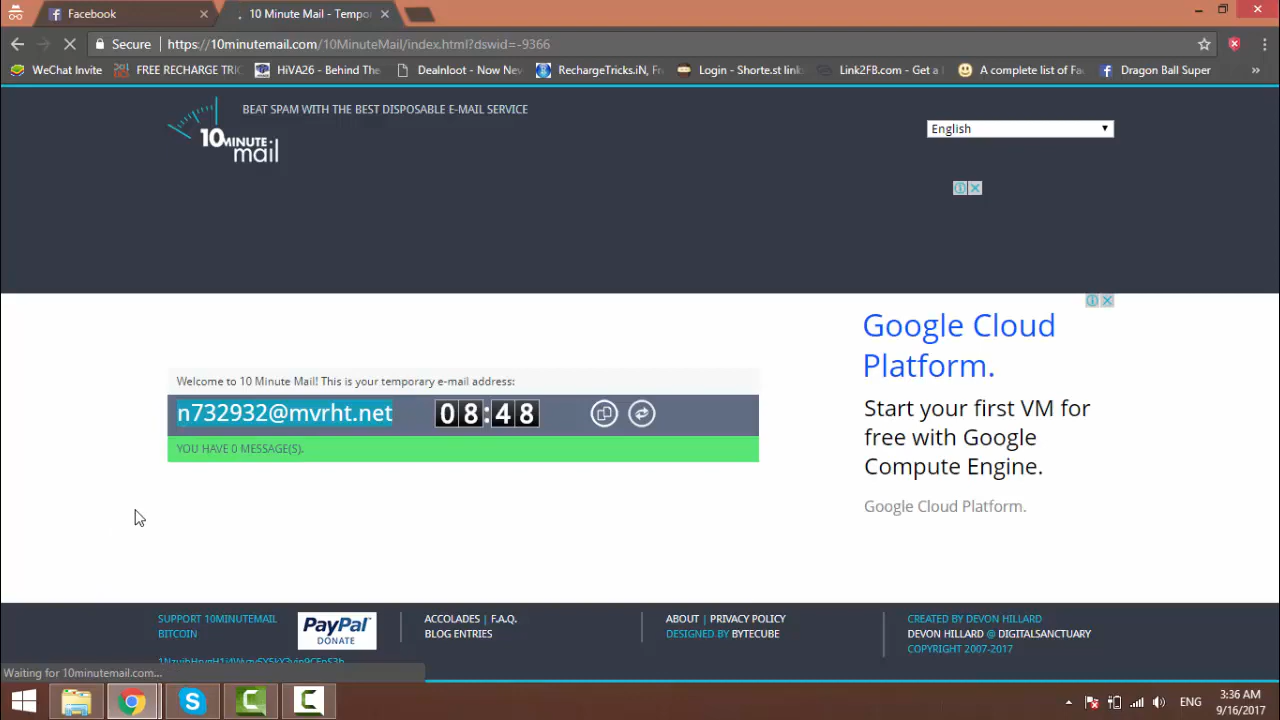 Facebook
10 Minute Mail - Tempo
Secure
https://10minutemail.com/10MinuteMail/index.html?dswid=-9366
WeChat Invite
FREE RECHARGE TRIC
HiVA26 - Behind The
Dealnloot - Now Nev
RechargeTricks.iN, Fr
Login - Shorte.st link
Link2FB.com - Get a l
A complete list of Fa
Dragon Ball Super
BEAT SPAM WITH THE BEST DISPOSABLE E-MAIL SERVICE
10 MINUTE
mail
English
Google Cloud
Platform.
Start your first VM for
free with Google
Compute Engine.
Google Cloud Platform.
Welcome to 10 Minute Mail! This is your temporary e-mail address:
n732932@mvrht.net
08:48
YOU HAVE 0 MESSAGE(S).
SUPPORT 10MINUTEMAIL
BITCOIN
PayPal
DONATE
ACCOLADES | F.A.Q.
BLOG ENTRIES
ABOUT | PRIVACY POLICY
DESIGNED BY BYTECUBE
CREATED BY DEVON HILLARD
DEVON HILLARD @ DIGITALSANCTUARY
COPYRIGHT 2007-2017
Waiting for 10minutemail.com...
ENG
3:36 AM
9/16/2017